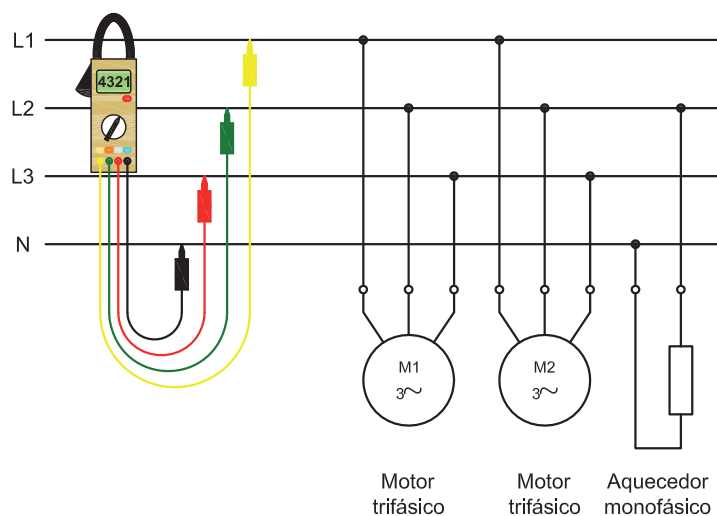 L1
4321
L2
L3
N
M1
3~
M2
3~
Motor
trifásico
Motor
trifásico
Aquecedor
monofásico